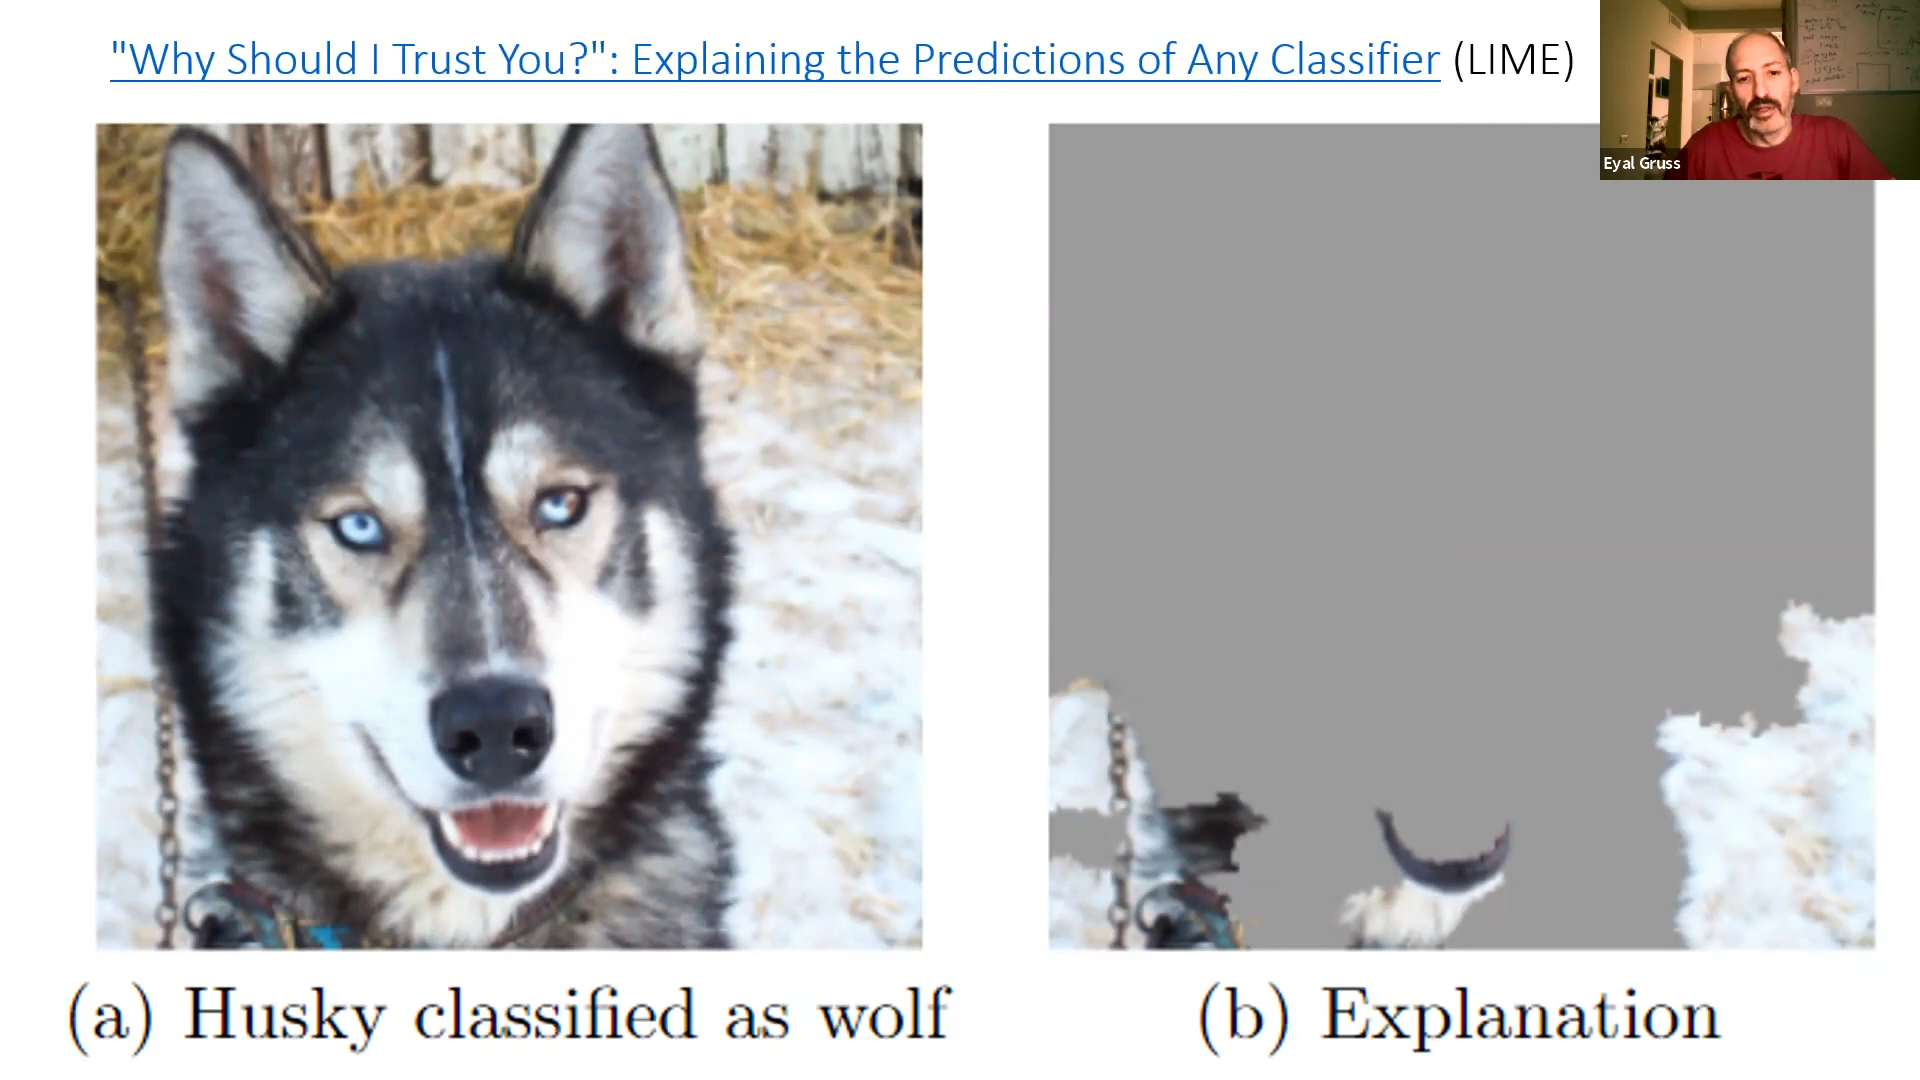 "Why Should I Trust You?": Explaining the Predictions of Any Classifier (LIME)
Eyal Gruss
(a) Husky classified as wolf
(b) Explanation